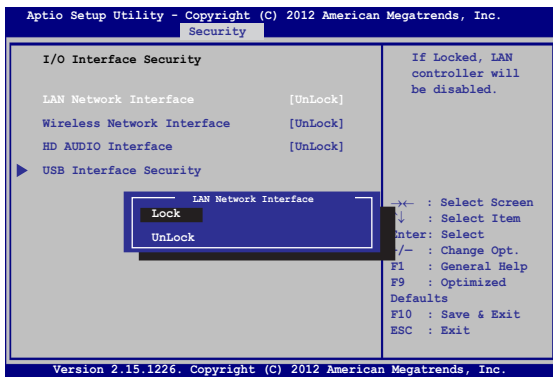 Aptio Setup Utility - Copyright (C) 2012 American Megatrends, Inc.
Security
I/O Interface Security
LAN Network Interface [UnLock]
Wireless Network Interface [UnLock]
HD AUDIO Interface [UnLock]
USB Interface Security
LAN Network Interface
Lock
UnLock
If Locked, LAN
controller will
be disabled.
→← : Select Screen
↓ : Select Item
Enter: Select
/— : Change Opt.
F1 : General Help
F9 : Optimized
Defaults
F10 : Save & Exit
ESC : Exit
Version 2.15.1226. Copyright (C) 2012 American Megatrends, Inc.